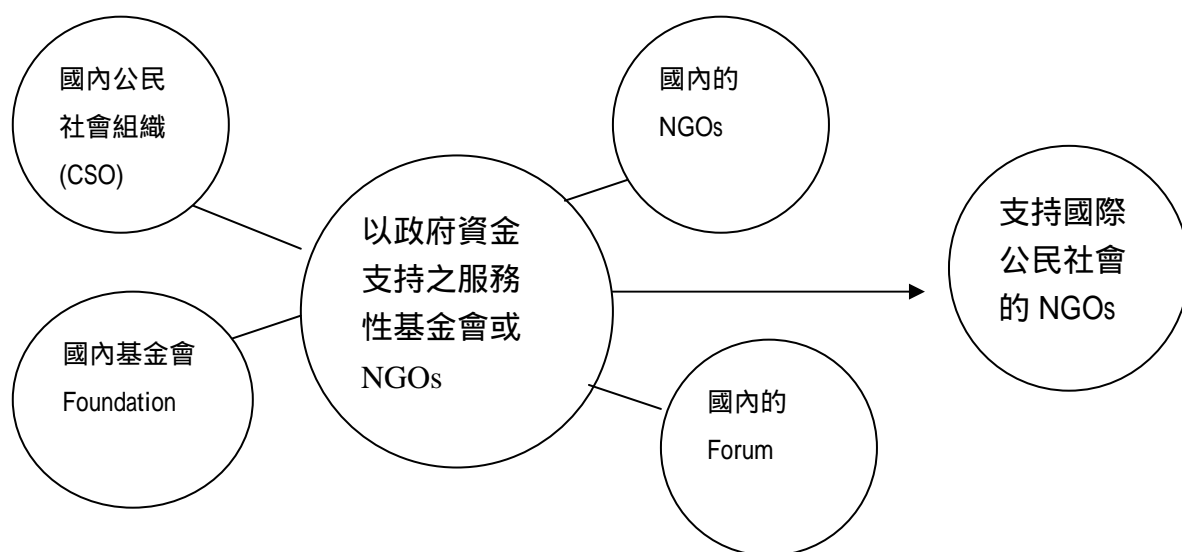 國內公民
社會組織
(CSO)
國內的
NGOs
以政府資金
支持之服務
性基金會或
NGOs
支持國際
公民社會
的 NGOs
國內基金會
Foundation
國內的
Forum